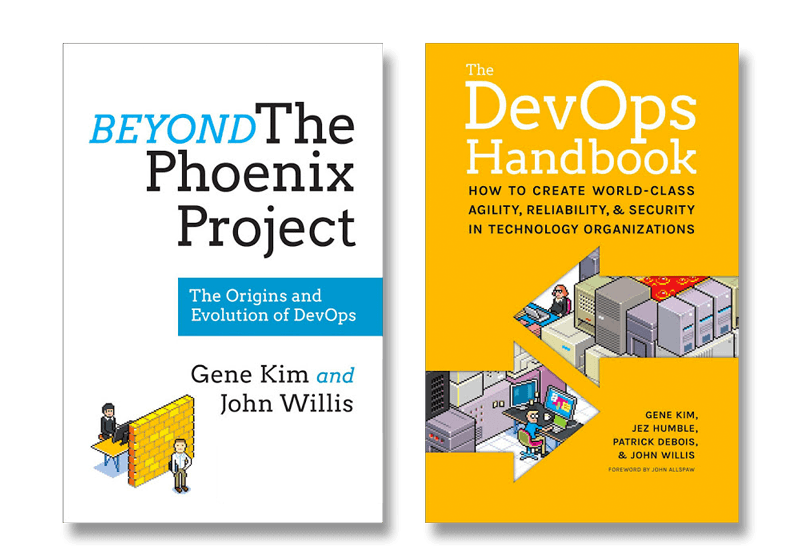 BEYOND The
Phoenix
Project
The Origins and
Evolution of DevOps
Gene Kim and
John Willis
The
DevOps
Handbook
HOW TO CREATE WORLD-CLASS
AGILITY, RELIABILITY, & SECURITY
IN TECHNOLOGY ORGANIZATIONS
GENE KIM,
JEZ HUMBLE,
PATRICK DEBOIS,
& JOHN WILLIS
FOREWORD BY JOHN ALLSPAW